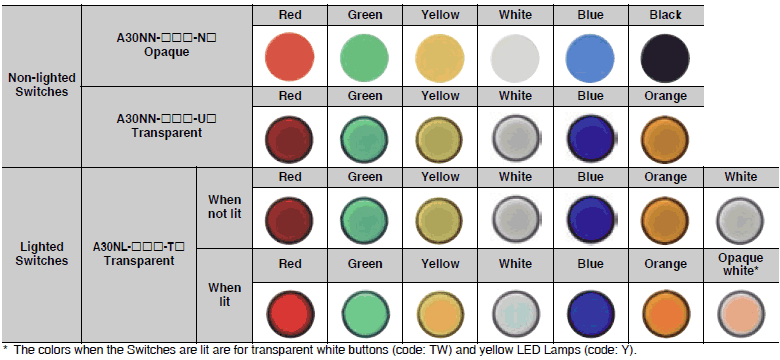 Red Green Yellow White Blue Black
A30NN-□□□-N□
Opaque
Non-lighted
Switches
Red Green Yellow White Blue Orange
A30NN-□□□-U□
Transparent
Red Green Yellow White Blue Orange White
When
not lit
Lighted
Switches
A30NL-□□□-T□
Transparent
Red Green Yellow White Blue Orange Opaque
white*
When
lit
* The colors when the Switches are lit are for transparent white buttons (code: TW) and yellow LED Lamps (code: Y).